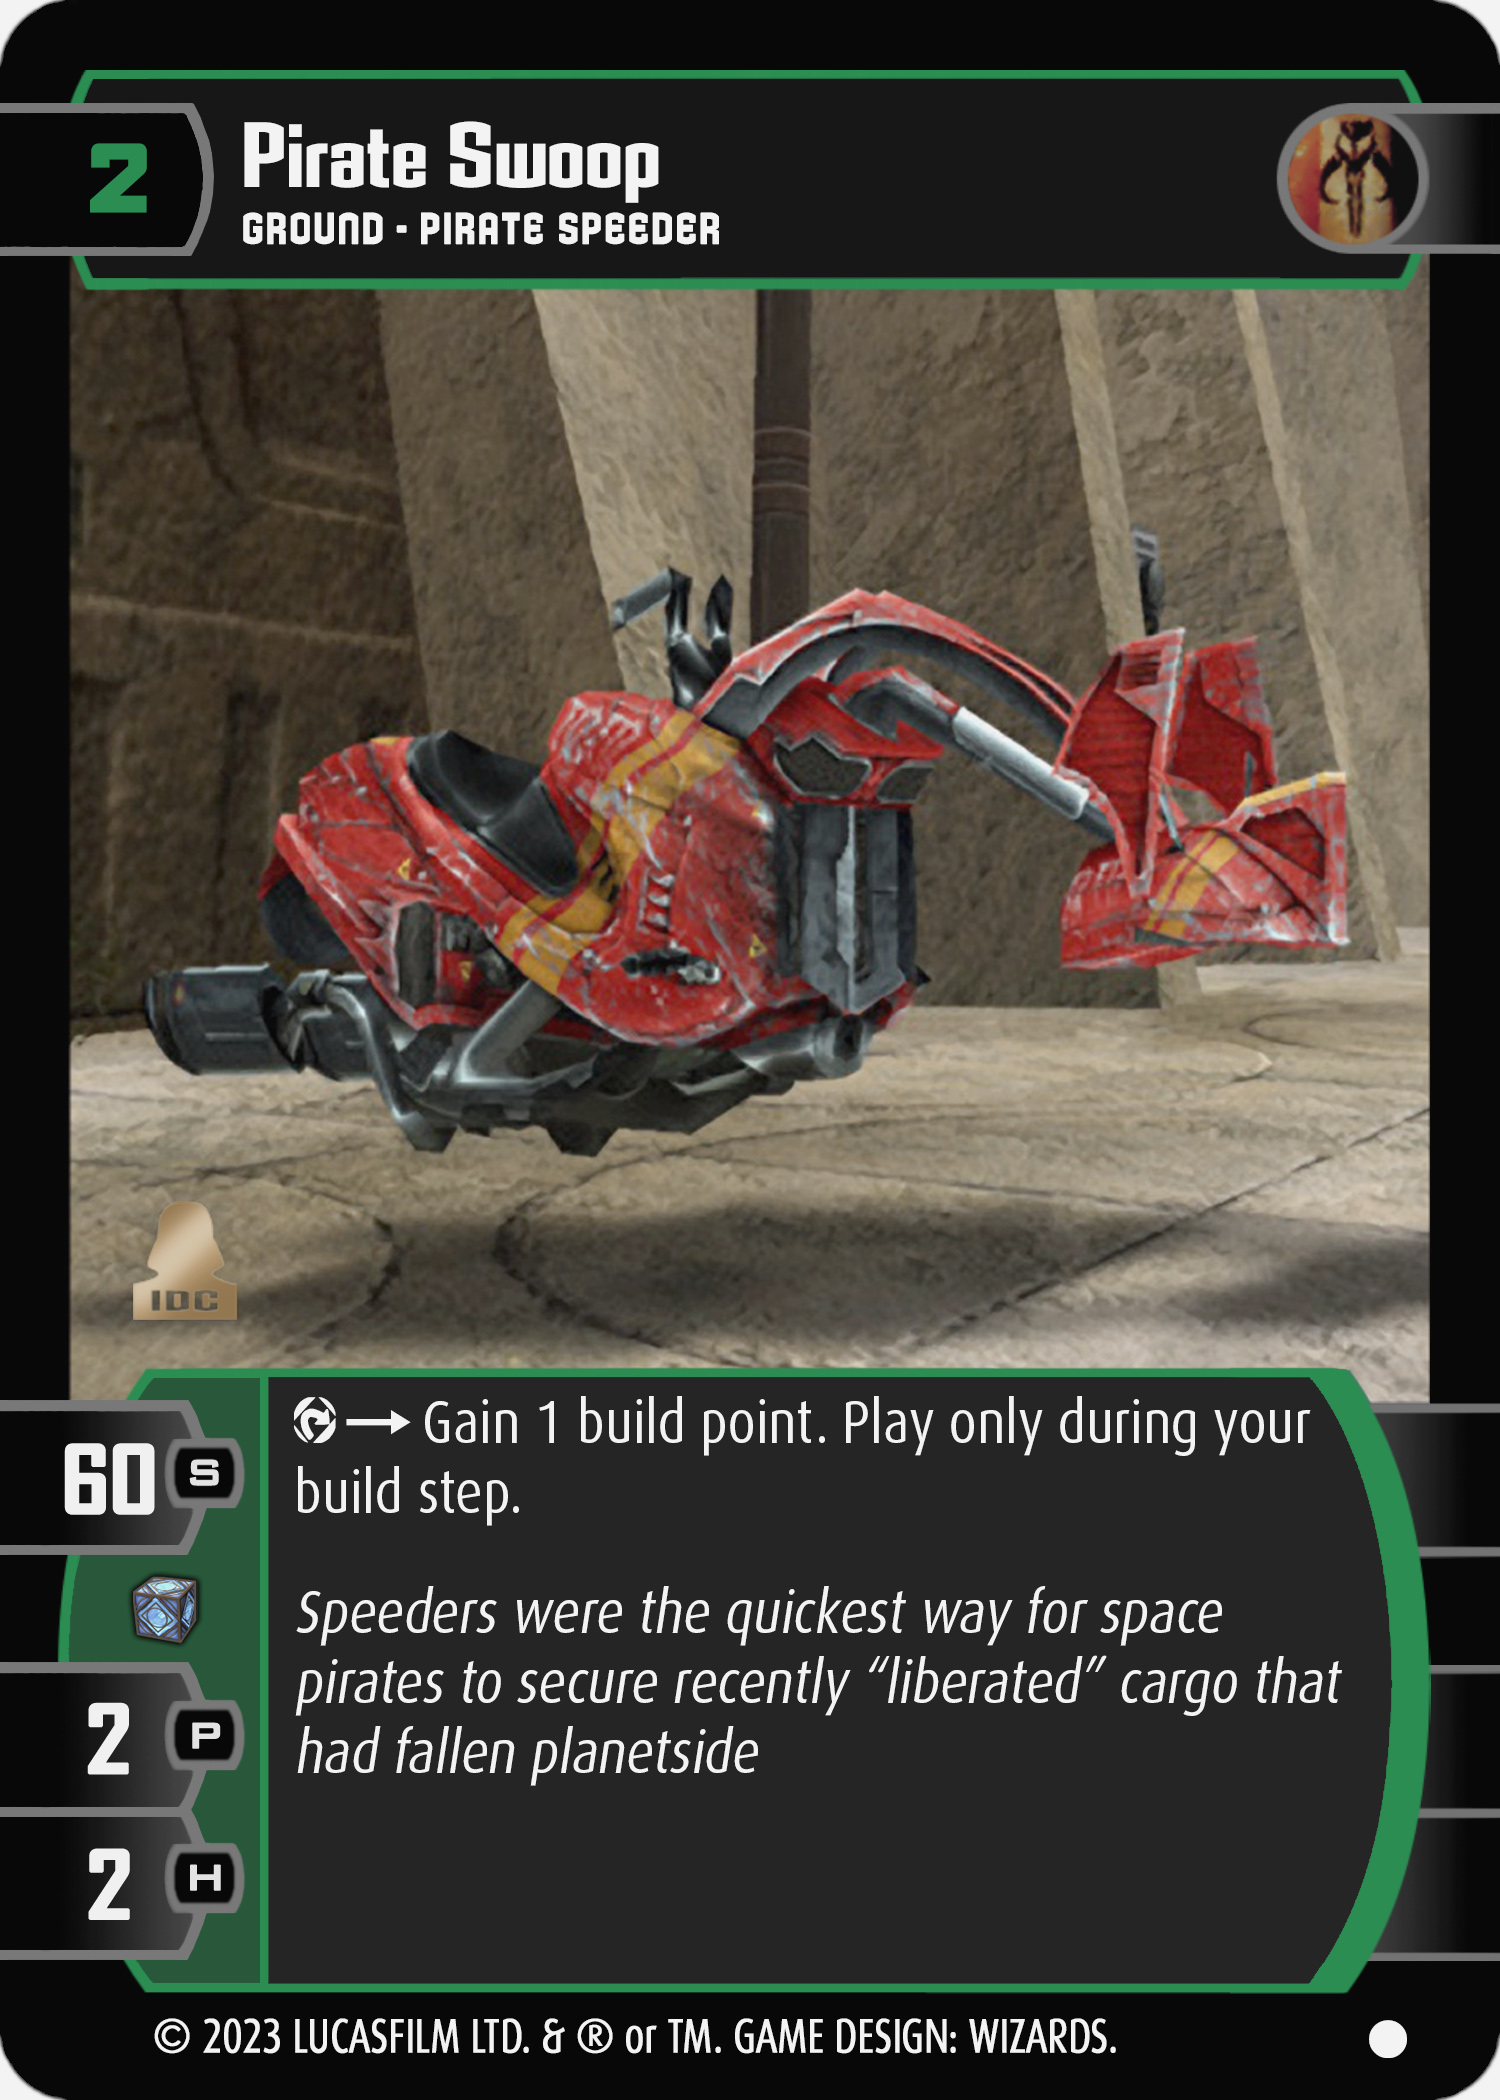 2
Pirate Swoop
GROUND - PIRATE SPEEDER
IDC
60 S
2 P
2 H
Gain 1 build point. Play only during your
build step.
Speeders were the quickest way for space
pirates to secure recently “liberated” cargo that
had fallen planetside
© 2023 LUCASFILM LTD. & ® or TM. GAME DESIGN: WIZARDS.